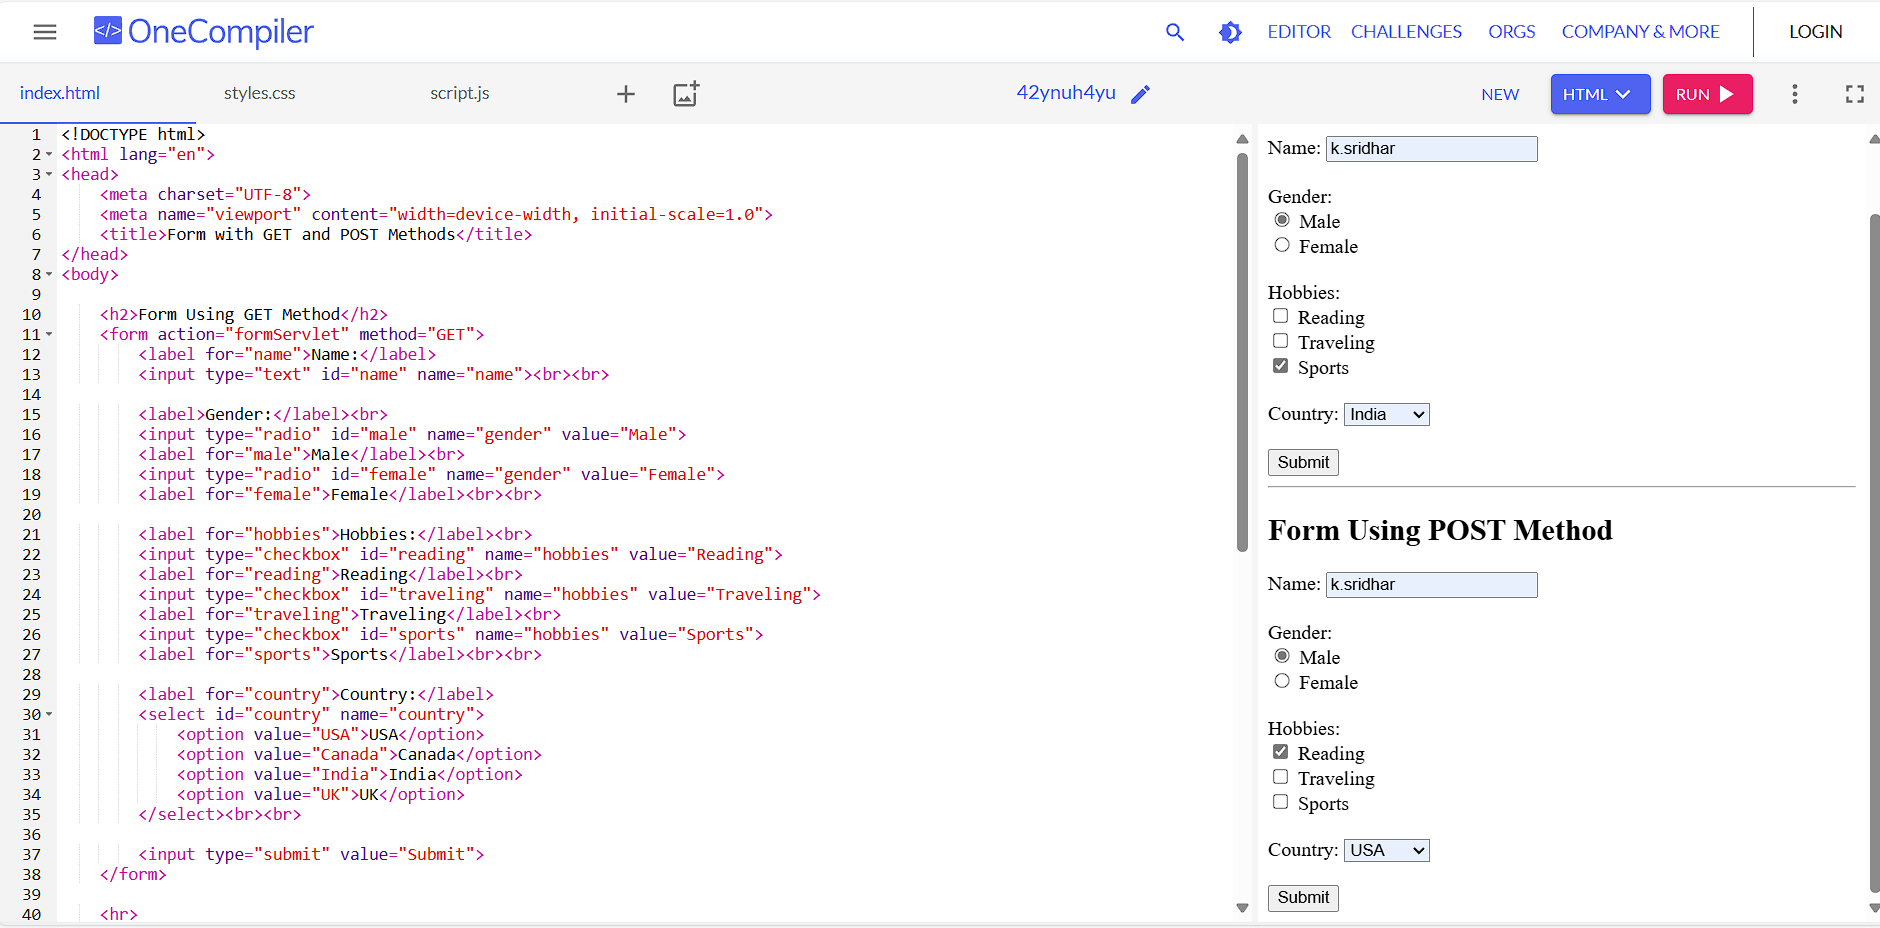 OneCompiler
EDITOR CHALLENGES ORGS COMPANY & MORE LOGIN
index.html styles.css script.js 42ynuh4yu NEW HTML RUN
1 <!DOCTYPE html>
2 <html lang="en">
3 <head>
4 <meta charset="UTF-8">
5 <meta name="viewport" content="width=device-width, initial-scale=1.0">
6 <title>Form with GET and POST Methods</title>
7 </head>
8 <body>
9
10 <h2>Form Using GET Method</h2>
11 <form action="formServlet" method="GET">
12 <label for="name">Name:</label>
13 <input type="text" id="name" name="name"><br><br>
14
15 <label>Gender:</label><br>
16 <input type="radio" id="male" name="gender" value="Male">
17 <label for="male">Male</label><br>
18 <input type="radio" id="female" name="gender" value="Female">
19 <label for="female">Female</label><br><br>
20
21 <label for="hobbies">Hobbies:</label><br>
22 <input type="checkbox" id="reading" name="hobbies" value="Reading">
23 <label for="reading">Reading</label><br>
24 <input type="checkbox" id="traveling" name="hobbies" value="Traveling">
25 <label for="traveling">Traveling</label><br>
26 <input type="checkbox" id="sports" name="hobbies" value="Sports">
27 <label for="sports">Sports</label><br><br>
28
29 <label for="country">Country:</label>
30 <select id="country" name="country">
31 <option value="USA">USA</option>
32 <option value="Canada">Canada</option>
33 <option value="India">India</option>
34 <option value="UK">UK</option>
35 </select><br><br>
36
37 <input type="submit" value="Submit">
38 </form>
39
40 <hr>
Name: k.sridhar
Gender:
Male
Female
Hobbies:
Reading
Traveling
Sports
Country: India
Submit
Form Using POST Method
Name: k.sridhar
Gender:
Male
Female
Hobbies:
Reading
Traveling
Sports
Country: USA
Submit